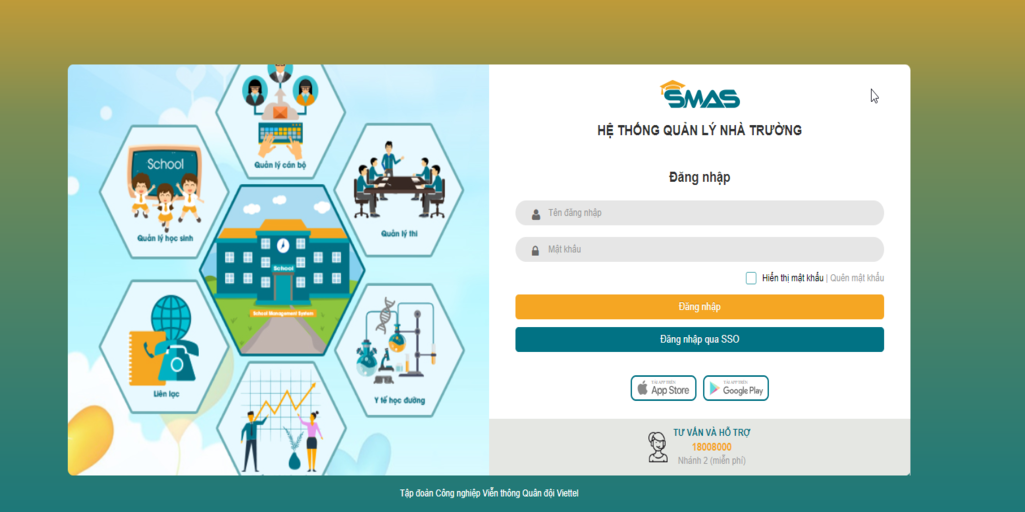 Quản lý cán bộ
School
Quản lý học sinh
Quản lý thi
School
School Management System
Liên lạc
Y tế học đường
SMAS
HỆ THỐNG QUẢN LÝ NHÀ TRƯỜNG
Đăng nhập
Tên đăng nhập
Mật khẩu
Hiển thị mật khẩu | Quên mật khẩu
Đăng nhập
Đăng nhập qua SSO
App Store
Google Play
TƯ VẤN VÀ HỖ TRỢ
18008000
Nhánh 2 (miễn phí)
Tập đoàn Công nghiệp Viễn thông Quân đội Viettel